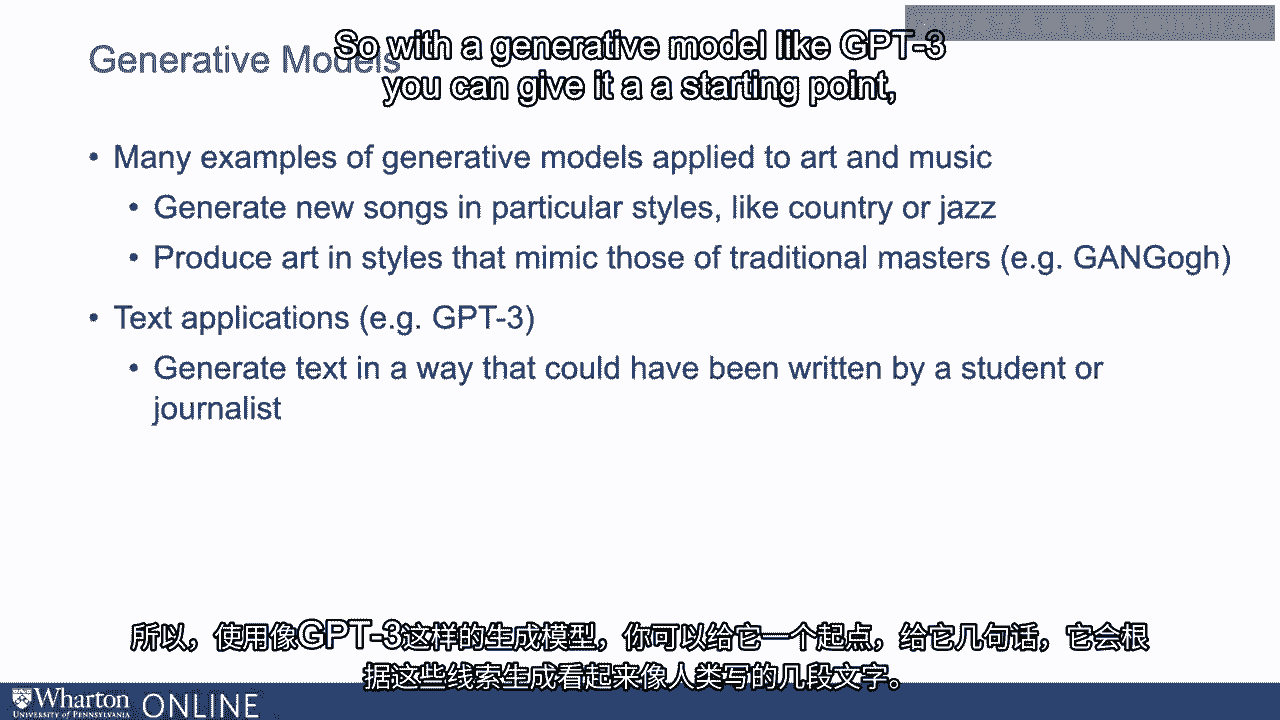 So with a generative model like GPT-3
you can give it a a starting point,
Generative Models
• Many examples of generative models applied to art and music
• Generate new songs in particular styles, like country or jazz
• Produce art in styles that mimic those of traditional masters (e.g. GANGogh)
• Text applications (e.g. GPT-3)
• Generate text in a way that could have been written by a student or
journalist
所以，使用像GPT-3这样的生成模型，你可以给它一个起点，给它几句话，它会根
据这些线索生成看起来像人类写的几段文字。
Wharton
UNIVERSITY of PENNSYLVANIA
ONLINE